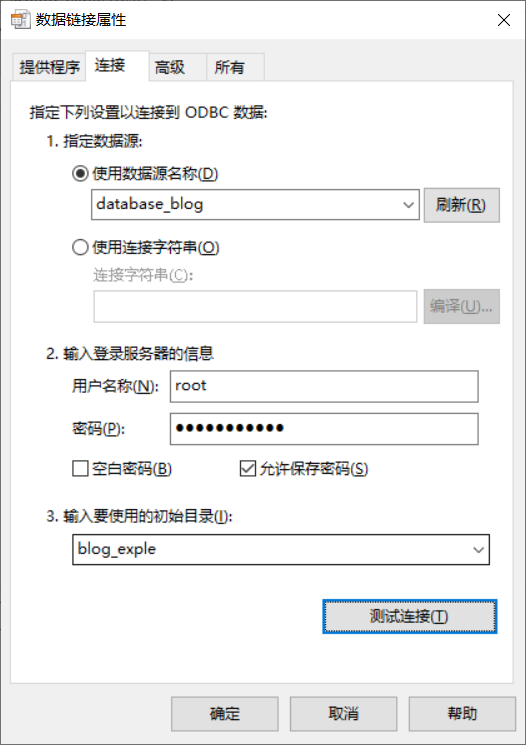 数据链接属性
提供程序 连接 高级 所有
指定下列设置以连接到 ODBC 数据:
1. 指定数据源:
使用数据源名称(D)
database_blog 刷新(R)
使用连接字符串(O)
连接字符串(C):
编译(U)...
2. 输入登录服务器的信息
用户名称(N): root
密码(P): ●●●●●●●●●●●
空白密码(B) 允许保存密码(S)
3. 输入要使用的初始目录(I):
blog_exple
测试连接(T)
确定 取消 帮助